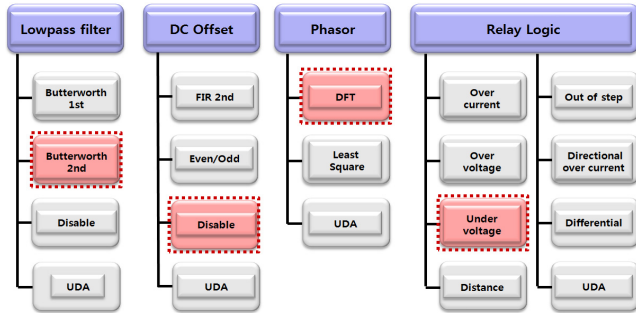 Lowpass filter
DC Offset
Phasor
Relay Logic
Butterworth
1st
Butterworth
2nd
Disable
UDA
FIR 2nd
Even/Odd
Disable
UDA
DFT
Least
Square
UDA
Over
current
Over
voltage
Under
voltage
Distance
Out of step
Directional
over current
Differential
UDA